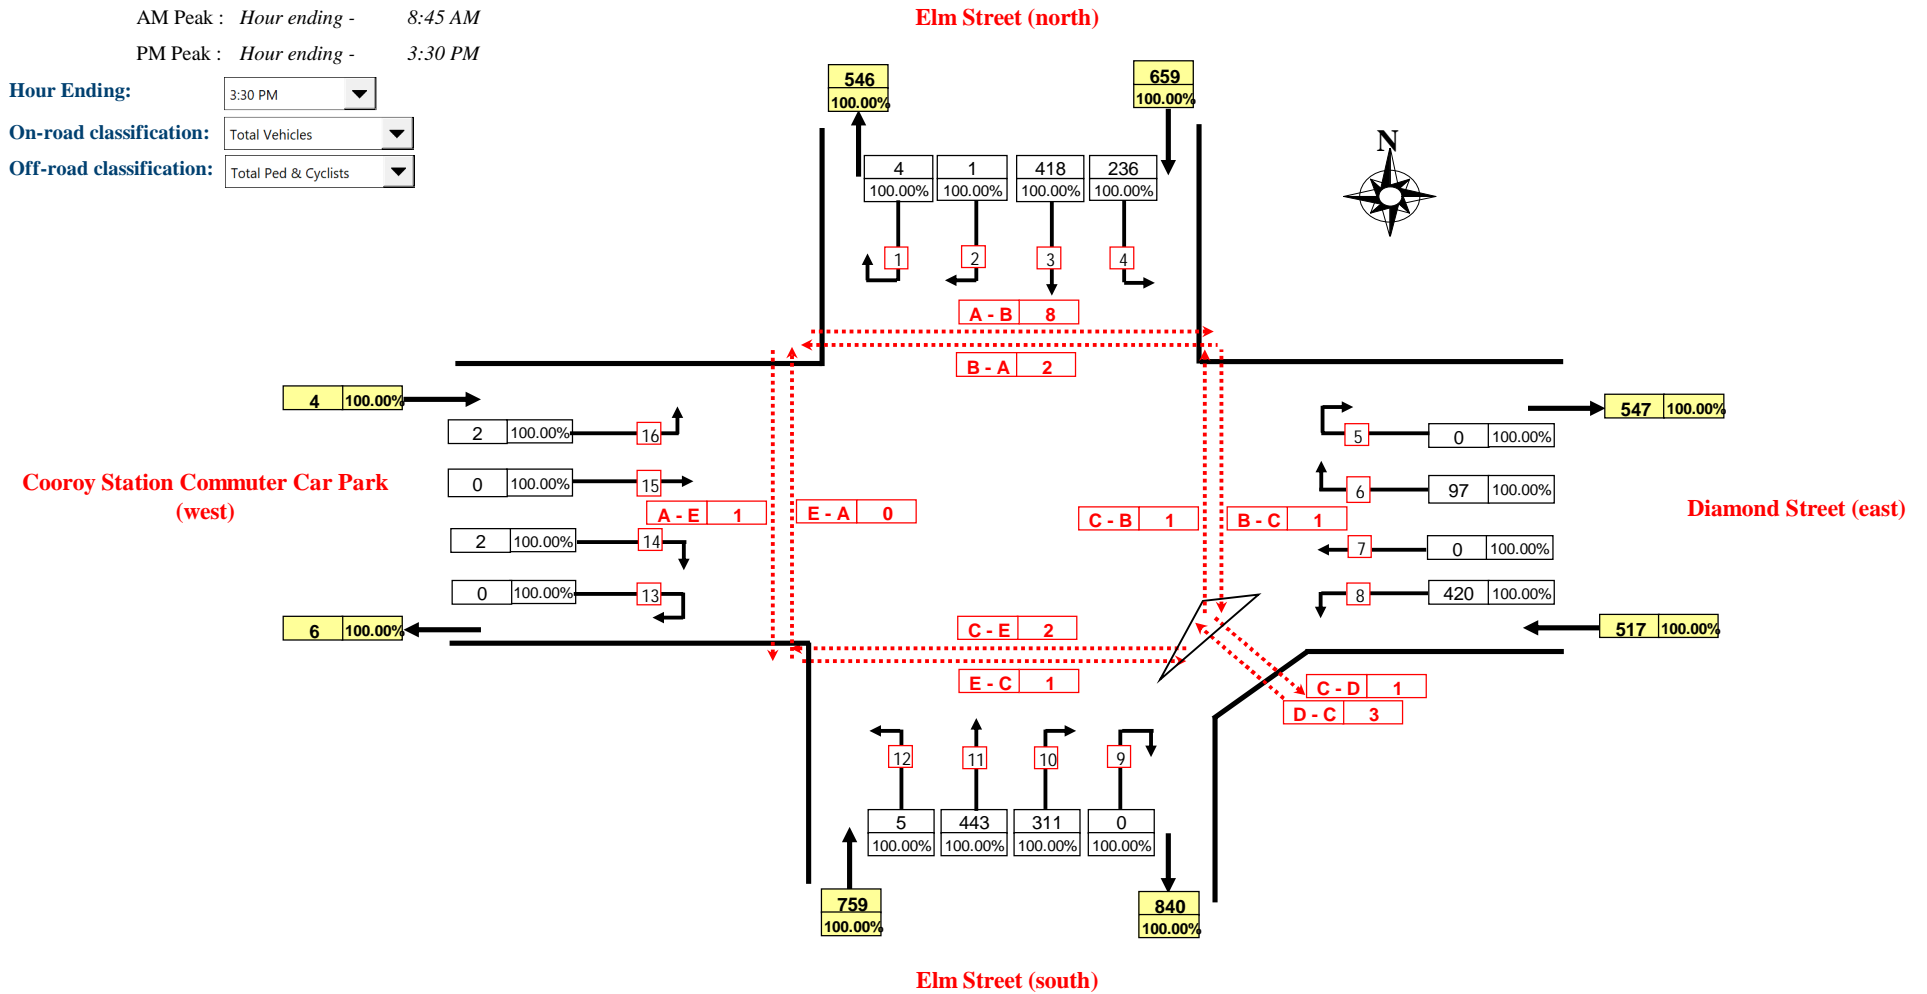 AM Peak : Hour ending - 8:45 AM
PM Peak : Hour ending - 3:30 PM
Hour Ending: 3:30 PM
On-road classification: Total Vehicles
Off-road classification: Total Ped & Cyclists
Elm Street (north)
546
100.00%
659
100.00%
N
4 1 418 236
100.00% 100.00% 100.00% 100.00%
1 2 3 4
A - B 8
B - A 2
4 100.00%
2 100.00% 16
0 100.00% 15
2 100.00% 14
0 100.00% 13
6 100.00%
Cooroy Station Commuter Car Park
(west)
A - E 1
E - A 0
C - B 1
B - C 1
547 100.00%
5 0 100.00%
6 97 100.00%
7 0 100.00%
8 420 100.00%
517 100.00%
Diamond Street (east)
C - E 2
E - C 1
C - D 1
D - C 3
12 11 10 9
5 443 311 0
100.00% 100.00% 100.00% 100.00%
759
100.00%
840
100.00%
Elm Street (south)